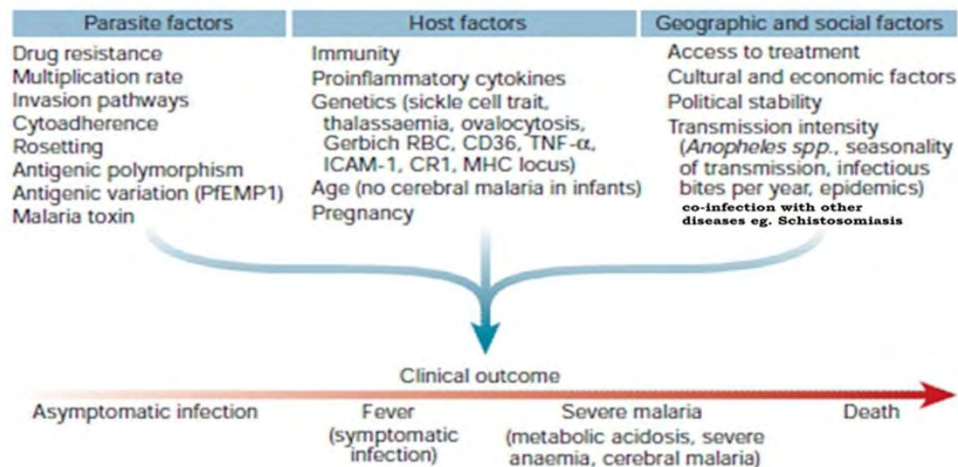 Parasite factors
Drug resistance
Multiplication rate
Invasion pathways
Cytoadherence
Rosetting
Antigenic polymorphism
Antigenic variation (PfEMP1)
Malaria toxin
Host factors
Immunity
Proinflammatory cytokines
Genetics (sickle cell trait,
thalassaemia, ovalocytosis,
Gerbich RBC, CD36, TNF-α,
ICAM-1, CR1, MHC locus)
Age (no cerebral malaria in infants)
Pregnancy
Geographic and social factors
Access to treatment
Cultural and economic factors
Political stability
Transmission intensity
(Anopheles spp., seasonality
of transmission, infectious
bites per year, epidemics)
co-infection with other
diseases eg. Schistosomiasis
Clinical outcome
Asymptomatic infection
Fever
(symptomatic
infection)
Severe malaria
(metabolic acidosis, severe
anaemia, cerebral malaria)
Death